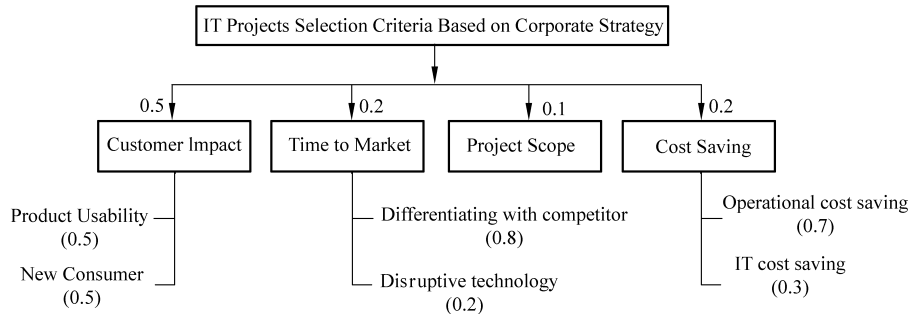 IT Projects Selection Criteria Based on Corporate Strategy
0.5
0.2
0.1
0.2
Customer Impact
Time to Market
Project Scope
Cost Saving
Product Usability
(0.5)
New Consumer
(0.5)
Differentiating with competitor
(0.8)
Disruptive technology
(0.2)
Operational cost saving
(0.7)
IT cost saving
(0.3)